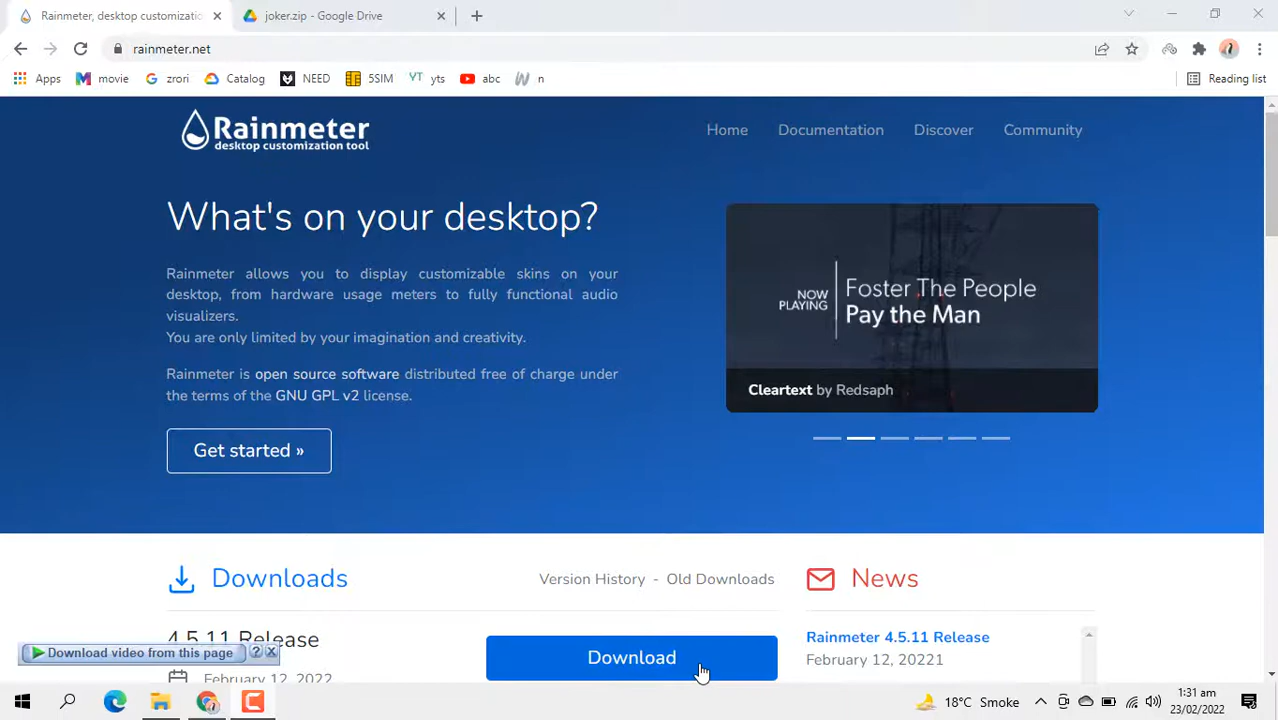 Rainmeter, desktop customizatio
joker.zip - Google Drive
rainmeter.net
Apps
movie
zrori
Catalog
NEED
5SIM
YT yts
abc
n
Reading list
Rainmeter
desktop customization tool
Home
Documentation
Discover
Community
What's on your desktop?
Rainmeter allows you to display customizable skins on your
desktop, from hardware usage meters to fully functional audio
visualizers.
You are only limited by your imagination and creativity.
Rainmeter is open source software distributed free of charge under
the terms of the GNU GPL v2 license.
Get started »
NOW
PLAYING
Foster The People
Pay the Man
Cleartext by Redsaph
Downloads
Version History - Old Downloads
News
4.5.11 Release
Download
Rainmeter 4.5.11 Release
February 12, 20221
Download video from this page
February 12, 2022
18°C Smoke
1:31 am
23/02/2022